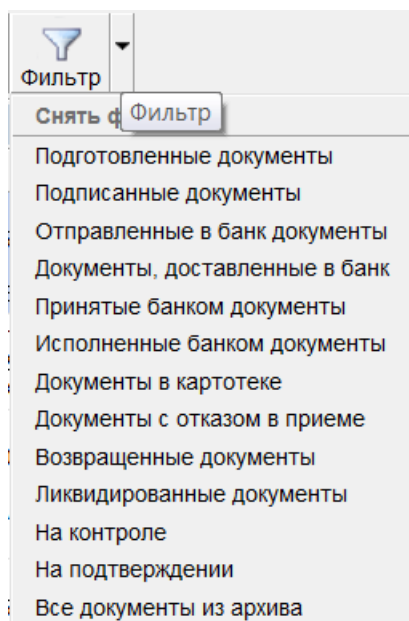 Фильтр
Снять ф
Фильтр
Подготовленные документы
Подписанные документы
Отправленные в банк документы
Документы, доставленные в банк
Принятые банком документы
Исполненные банком документы
Документы в картотеке
Документы с отказом в приеме
Возвращенные документы
Ликвидированные документы
На контроле
На подтверждении
Все документы из архива